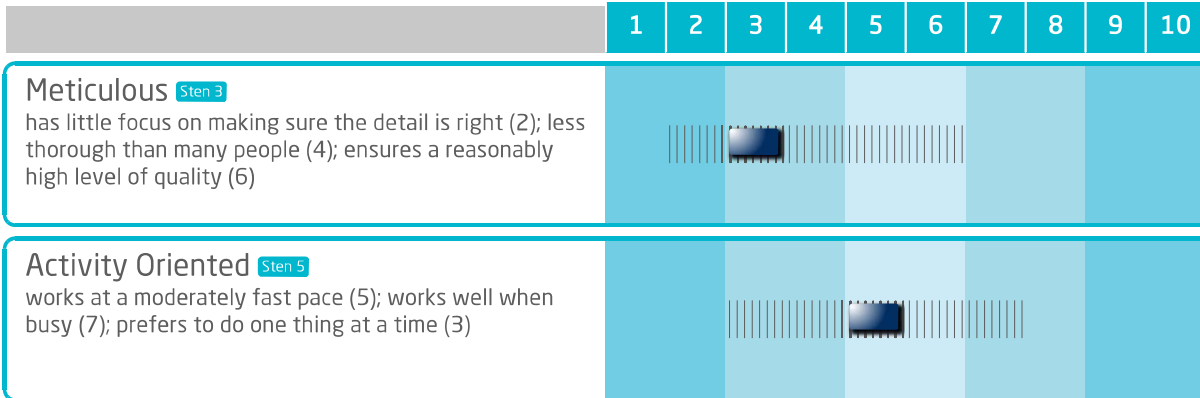 1 2 3 4 5 6 7 8 9 10
Meticulous Sten 3
has little focus on making sure the detail is right (2); less
thorough than many people (4); ensures a reasonably
high level of quality (6)
Activity Oriented Sten 5
works at a moderately fast pace (5); works well when
busy (7); prefers to do one thing at a time (3)